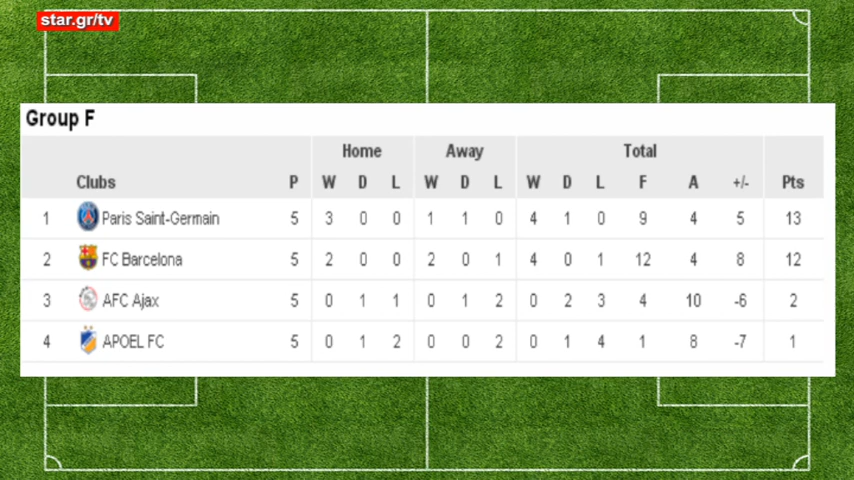 star.gr/tv
Group F
Home Away Total
Clubs P W D L W D L W D L F A +/- Pts
1 Paris Saint-Germain 5 3 0 0 1 1 0 4 1 0 9 4 5 13
2 FC Barcelona 5 2 0 0 2 0 1 4 0 1 12 4 8 12
3 AFC Ajax 5 0 1 1 0 1 2 0 2 3 4 10 -6 2
4 APOEL FC 5 0 1 2 0 0 2 0 1 4 1 8 -7 1